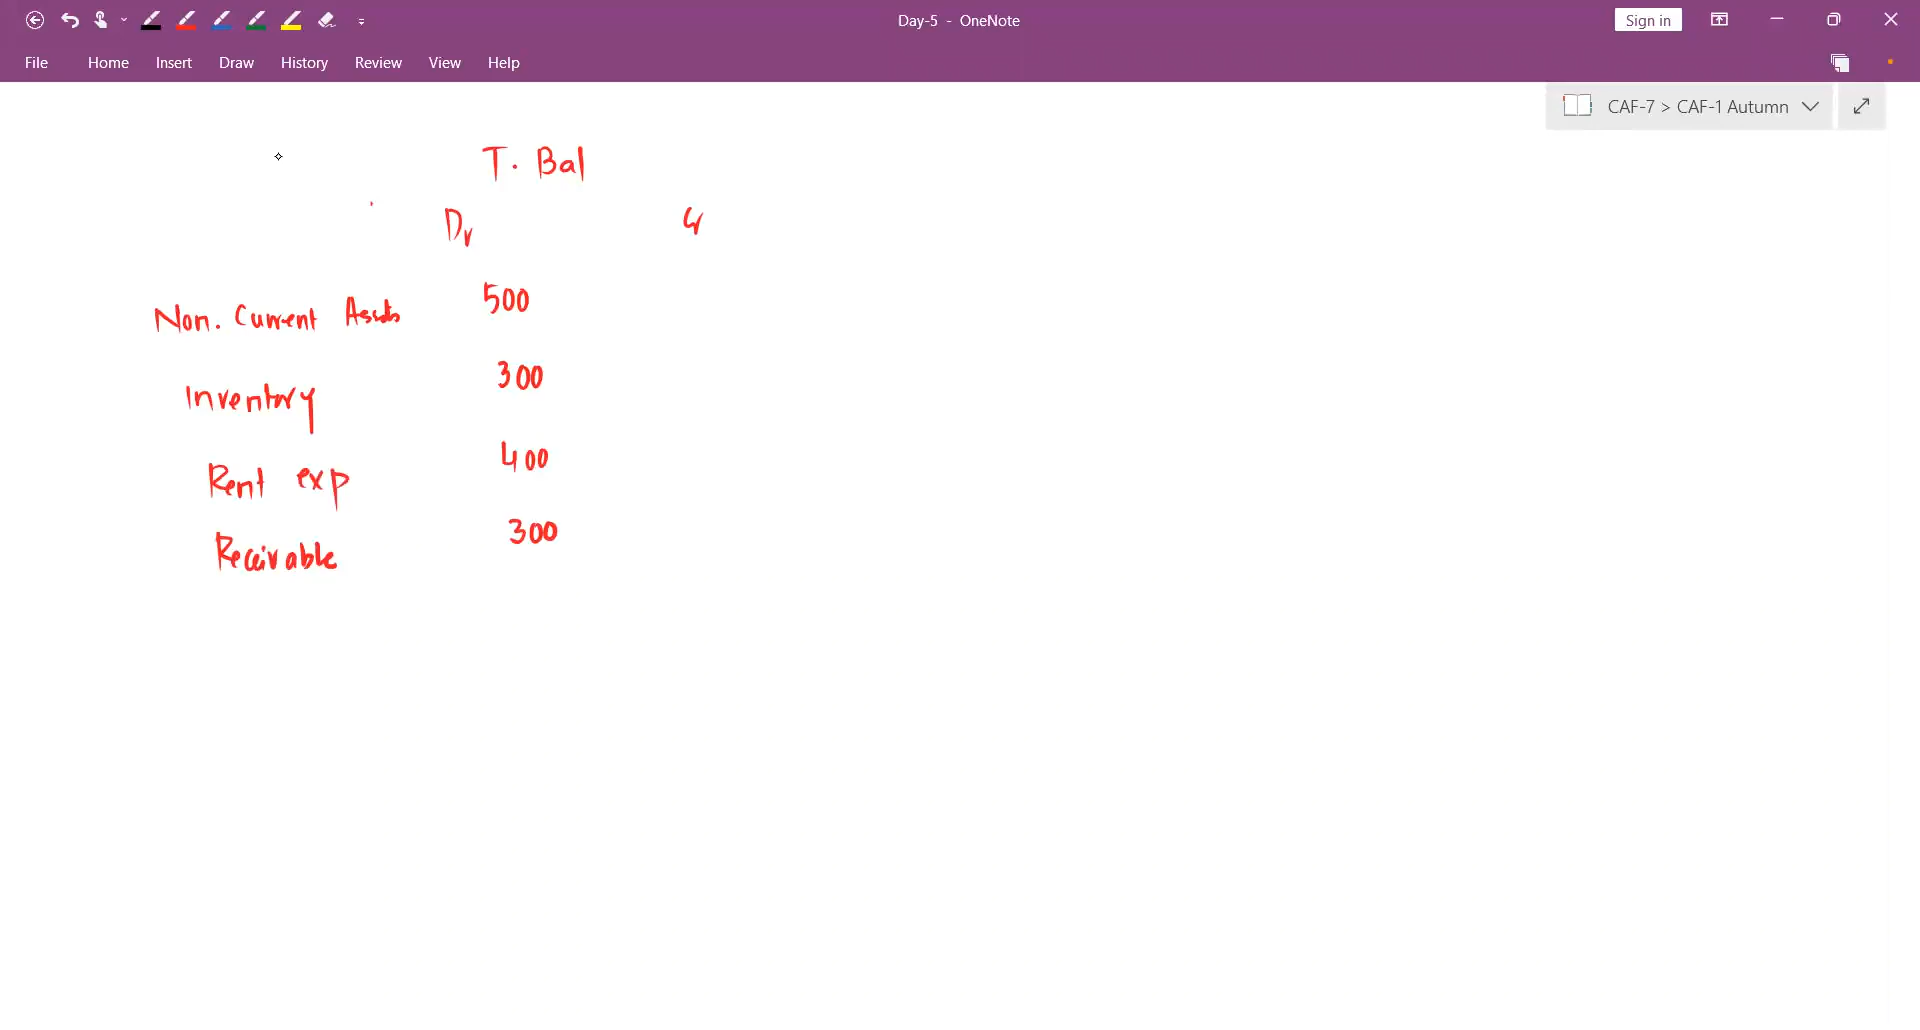 Day-5 - OneNote
Sign in
File Home Insert Draw History Review View Help
CAF-7 > CAF-1 Autumn
T. Bal
Dr Cr
Non. Current Assets 500
Inventory 300
Rent exp 400
Receivable 300